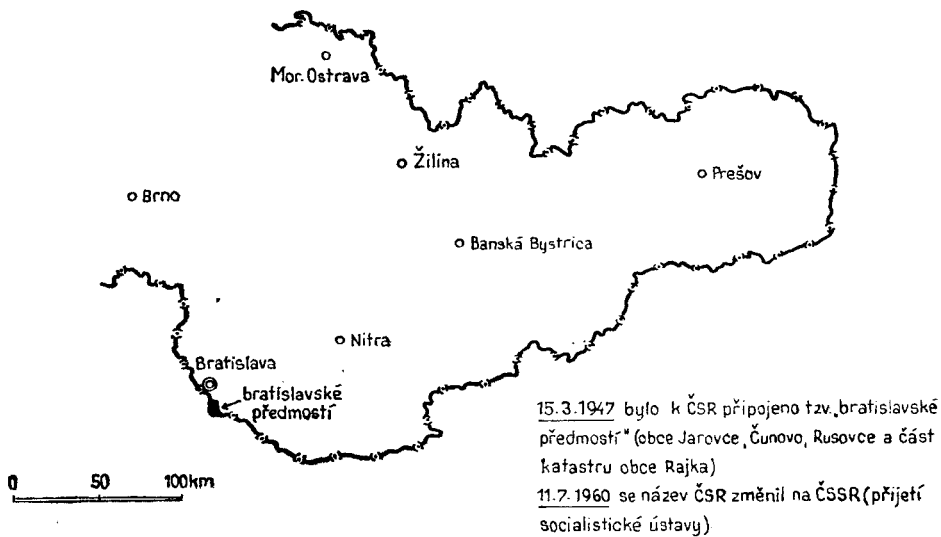 Mor. Ostrava
Žilina
Prešov
Brno
Banská Bystrica
Nitra
Bratislava
bratislavské
předmostí
0 50 100km
15.3.1947 bylo k ČSR připojeno tzv. „bratislavské
předmostí" (obce Jarovce, Čunovo, Rusovce a část
katastru obce Rajka)
11.7.1960 se název ČSR změnil na ČSSR (přijetí
socialistické ústavy)